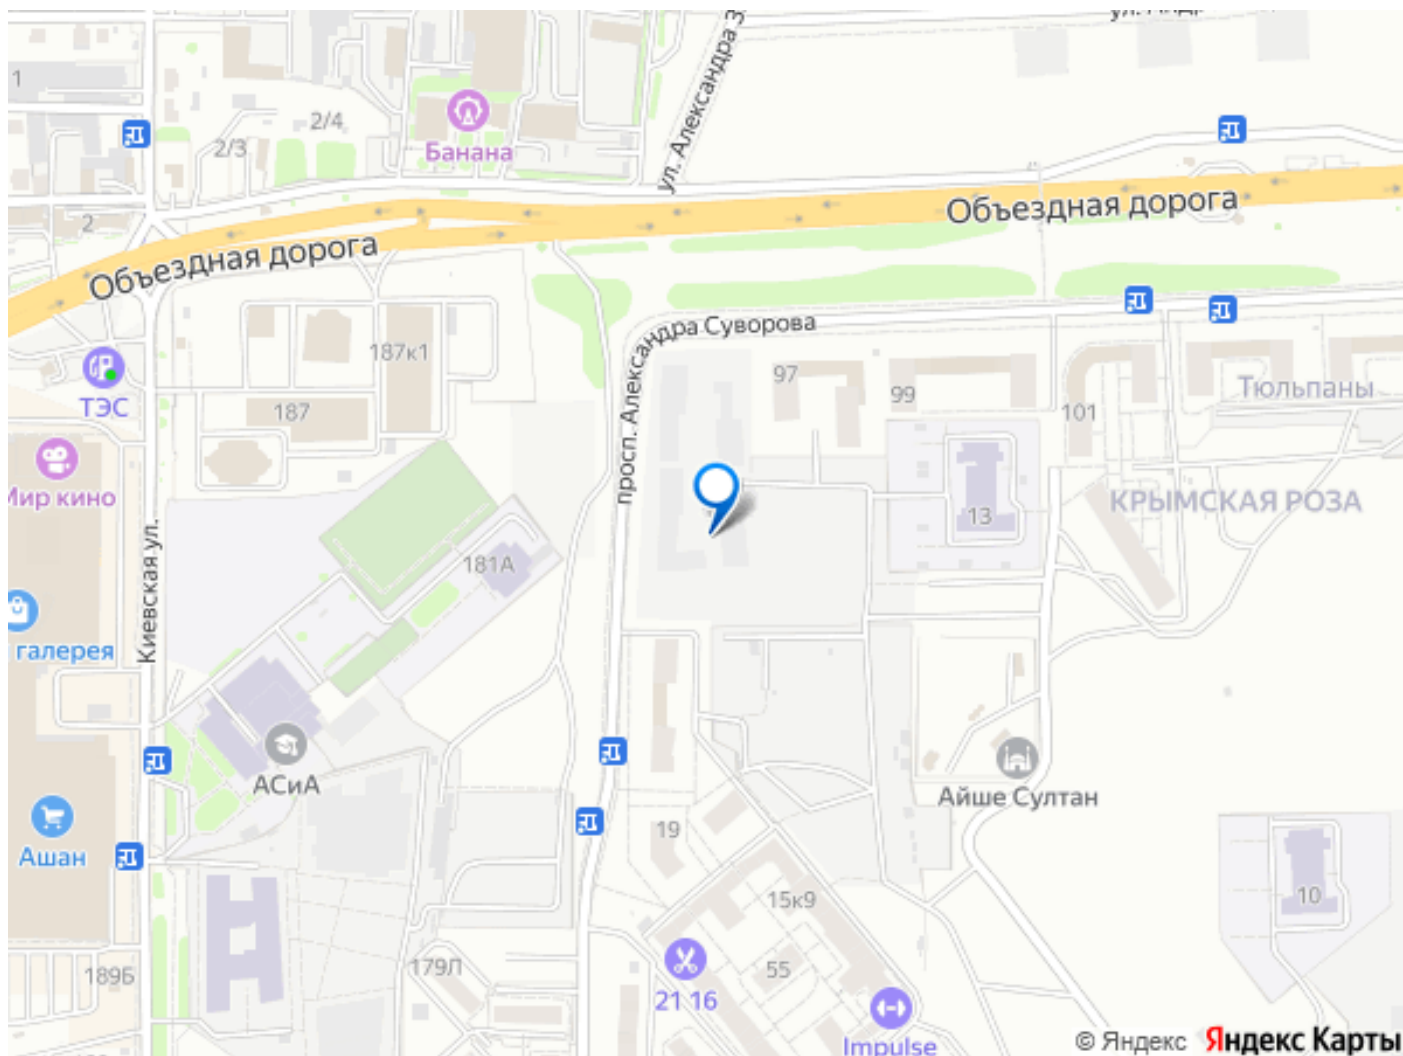 1
2/4
2/3
Банана
ул. Александра З
2
Объездная дорога
Объездная дорога
просп. Александра Суворова
187к1
ТЭС
187
97
99
101
Тюльпаны
Мир кино
КРЫМСКАЯ РОЗА
13
181А
Киевская ул.
галерея
АСиА
Айше Султан
Ашан
19
15к9
10
189Б
179Л
55
21 16
Impulse
© Яндекс Яндекс Карты